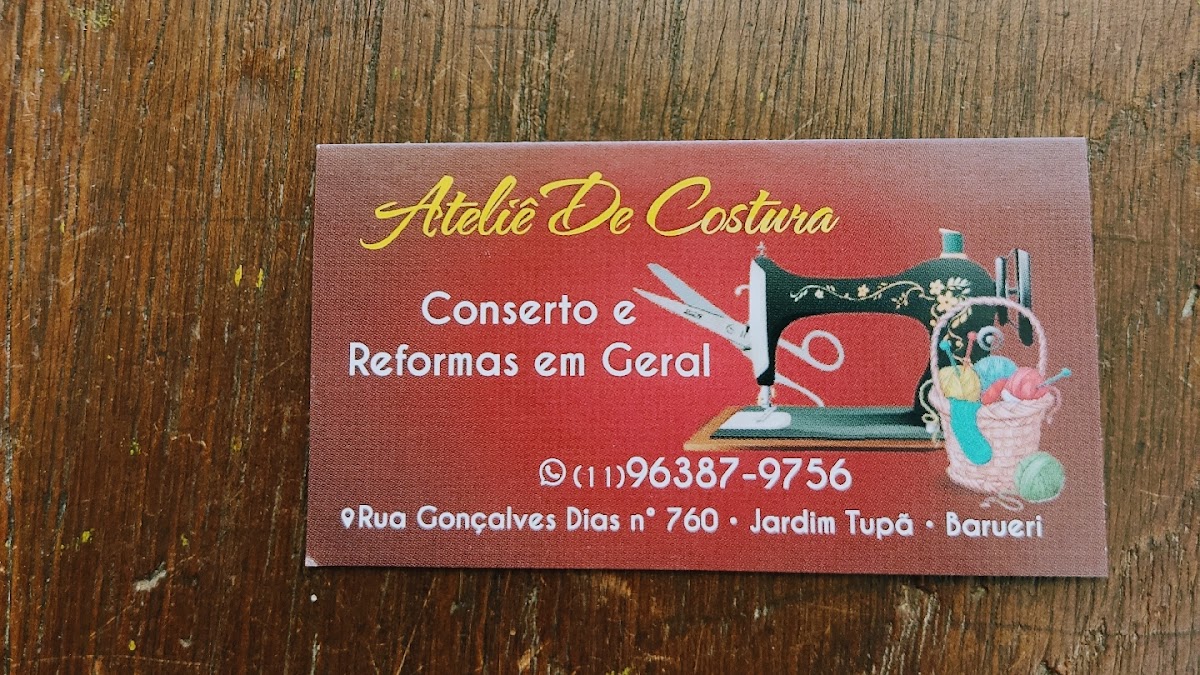 Ateliê De Costura
Conserto e
Reformas em Geral
(11)96387-9756
Rua Gonçalves Dias n° 760 • Jardim Tupã • Barueri